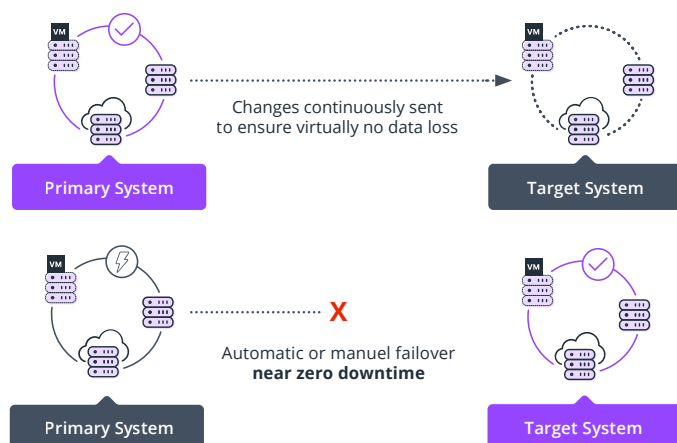 VM
VM
Changes continuously sent
to ensure virtually no data loss
Primary System
Target System
VM
VM
X
Automatic or manuel failover
near zero downtime
Primary System
Target System